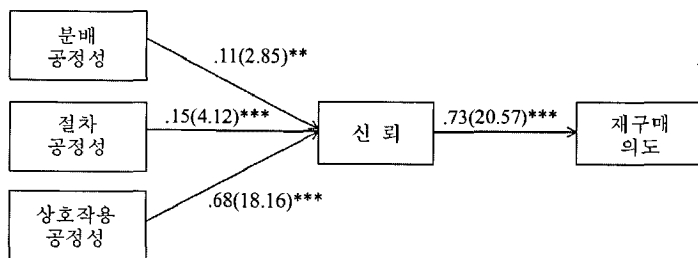 분배
공정성
.11(2.85)**
절차
공정성
.15(4.12)***
신 뢰
.73(20.57)***
재구매
의도
상호작용
공정성
.68(18.16)***